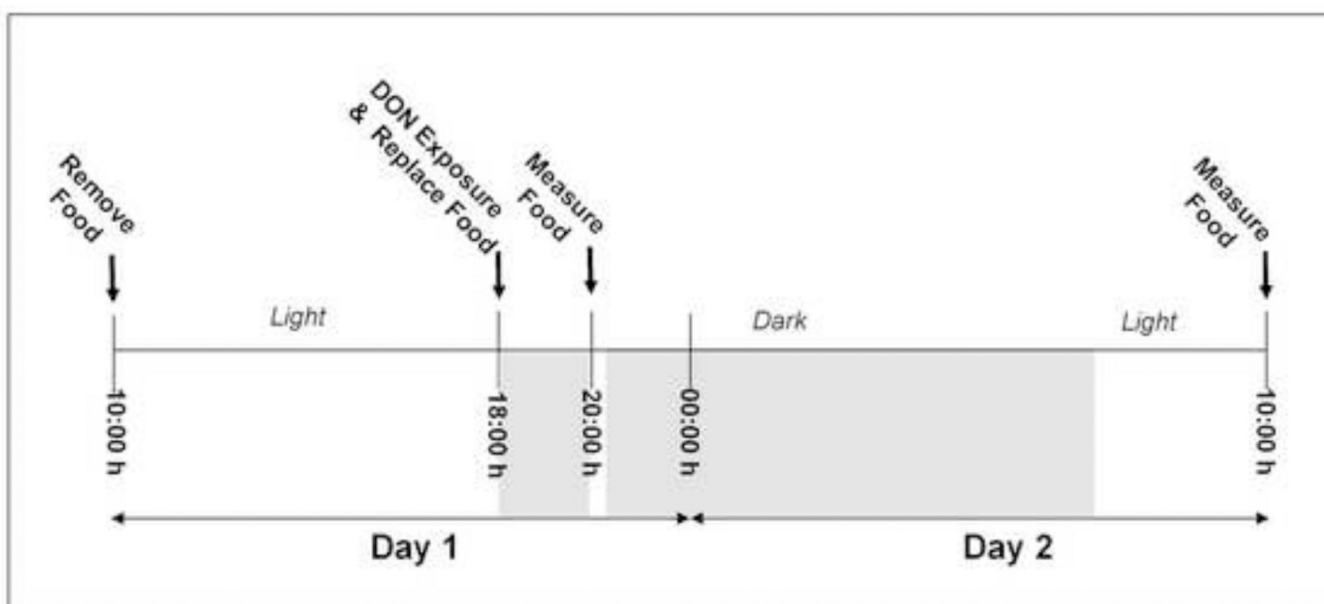 Remove
Food
DON Exposure
& Replace Food
Measure
Food
Measure
Food
Light
Dark
Light
10:00 h
18:00 h
20:00 h
00:00 h
10:00 h
Day 1
Day 2